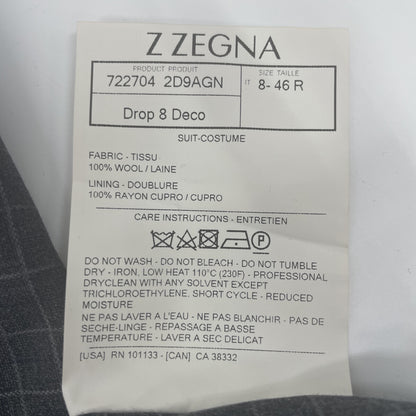 Z ZEGNA
PRODUCT PRODUIT
722704 2D9AGN
SIZE TAILLE
IT 8- 46 R
Drop 8 Deco
SUIT-COSTUME
FABRIC - TISSU
100% WOOL / LAINE
LINING - DOUBLURE
100% RAYON CUPRO / CUPRO
CARE INSTRUCTIONS - ENTRETIEN
P
DO NOT WASH - DO NOT BLEACH - DO NOT TUMBLE
DRY - IRON, LOW HEAT 110°C (230F) - PROFESSIONAL
DRYCLEAN WITH ANY SOLVENT EXCEPT
TRICHLOROETHYLENE, SHORT CYCLE - REDUCED
MOISTURE
NE PAS LAVER A L'EAU - NE PAS BLANCHIR - PAS DE
SECHE-LINGE - REPASSAGE A BASSE
TEMPERATURE - LAVER A SEC DELICAT
[USA] RN 101133 - [CAN] CA 38332